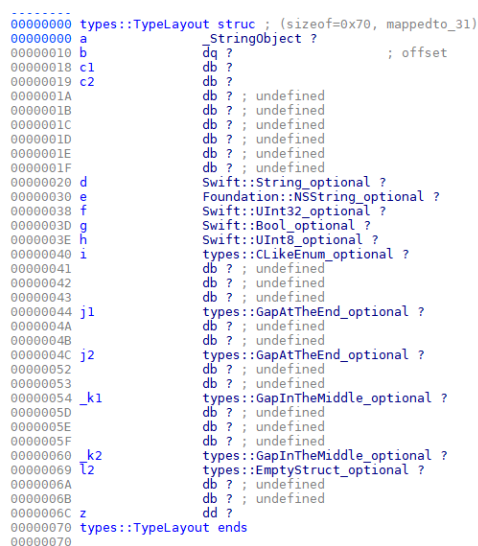 --------
00000000 types::TypeLayout struc ; (sizeof=0x70, mappedto_31)
00000000 a _StringObject ?
00000010 b dq ? ; offset
00000018 c1 db ?
00000019 c2 db ?
0000001A db ? ; undefined
0000001B db ? ; undefined
0000001C db ? ; undefined
0000001D db ? ; undefined
0000001E db ? ; undefined
0000001F db ? ; undefined
00000020 d Swift::String_optional ?
00000030 e Foundation::NSString_optional ?
00000038 f Swift::UInt32_optional ?
0000003D g Swift::Bool_optional ?
0000003E h Swift::UInt8_optional ?
00000040 i types::CLikeEnum_optional ?
00000041 db ? ; undefined
00000042 db ? ; undefined
00000043 db ? ; undefined
00000044 j1 types::GapAtTheEnd_optional ?
0000004A db ? ; undefined
0000004B db ? ; undefined
0000004C j2 types::GapAtTheEnd_optional ?
00000052 db ? ; undefined
00000053 db ? ; undefined
00000054 _k1 types::GapInTheMiddle_optional ?
0000005D db ? ; undefined
0000005E db ? ; undefined
0000005F db ? ; undefined
00000060 _k2 types::GapInTheMiddle_optional ?
00000069 l2 types::EmptyStruct_optional ?
0000006A db ? ; undefined
0000006B db ? ; undefined
0000006C z dd ?
00000070 types::TypeLayout ends
00000070